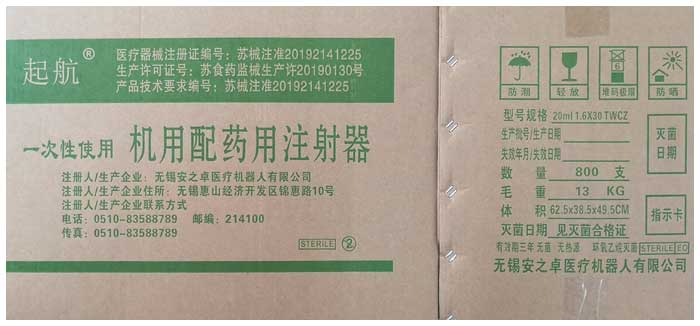 起航®
医疗器械注册证编号：苏械注准20192141225
生产许可证号：苏食药监械生产许20190130号
产品技术要求编号：苏械注准20192141225
一次性使用 机用配药用注射器
注册人/生产企业：无锡安之卓医疗机器人有限公司
注册人/生产企业住所：无锡惠山经济开发区锦惠路10号
注册人/生产企业联系方式
电话：0510-83588789 邮编：214100
传真：0510-83588789
STERILE 2
防潮 轻放 堆码极限 防晒
6
型号规格 20ml 1.6X30 TWCZ
生产批号/生产日期
失效年月/失效日期
数量 800 支
毛重 13 KG
体积 62.5x38.5x49.5CM
灭菌日期 见灭菌合格证
灭菌
日期
指示卡
有效期三年 无菌 无热源 环氧乙烷灭菌 STERILE EO
无锡安之卓医疗机器人有限公司